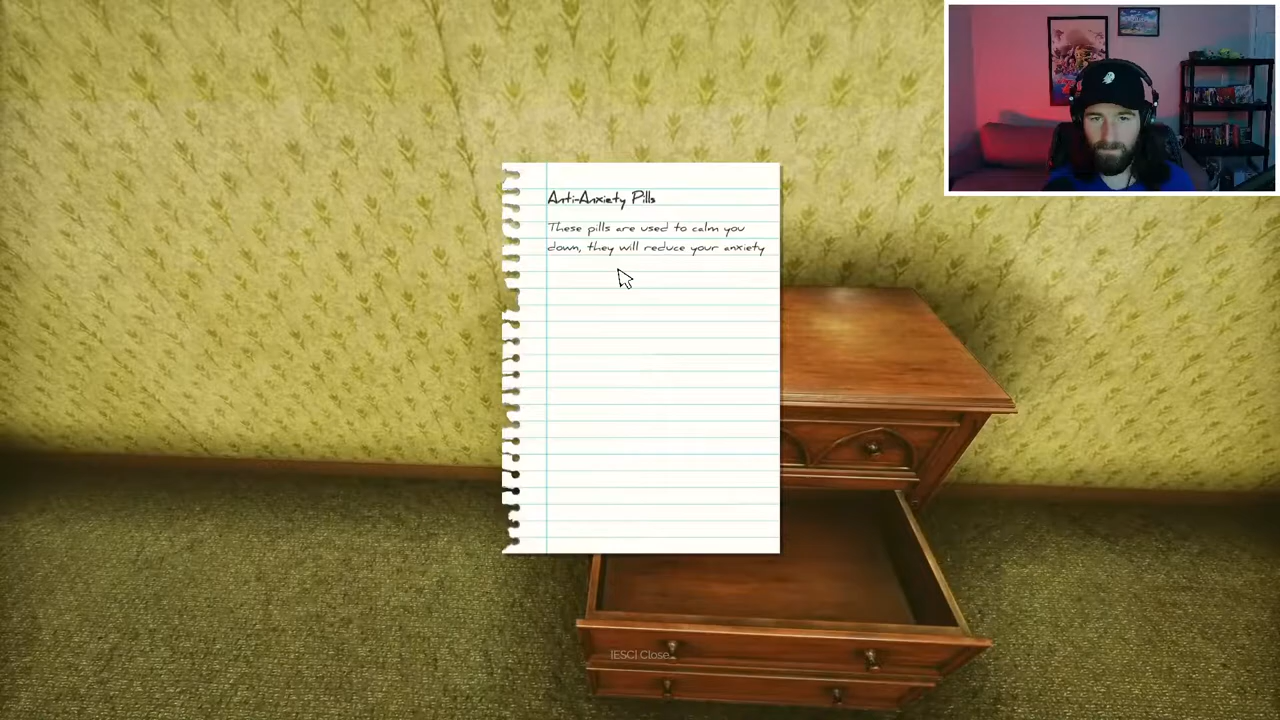 Anti-Anxiety Pills
These pills are used to calm you
down, they will reduce your anxiety
[ESC] Close